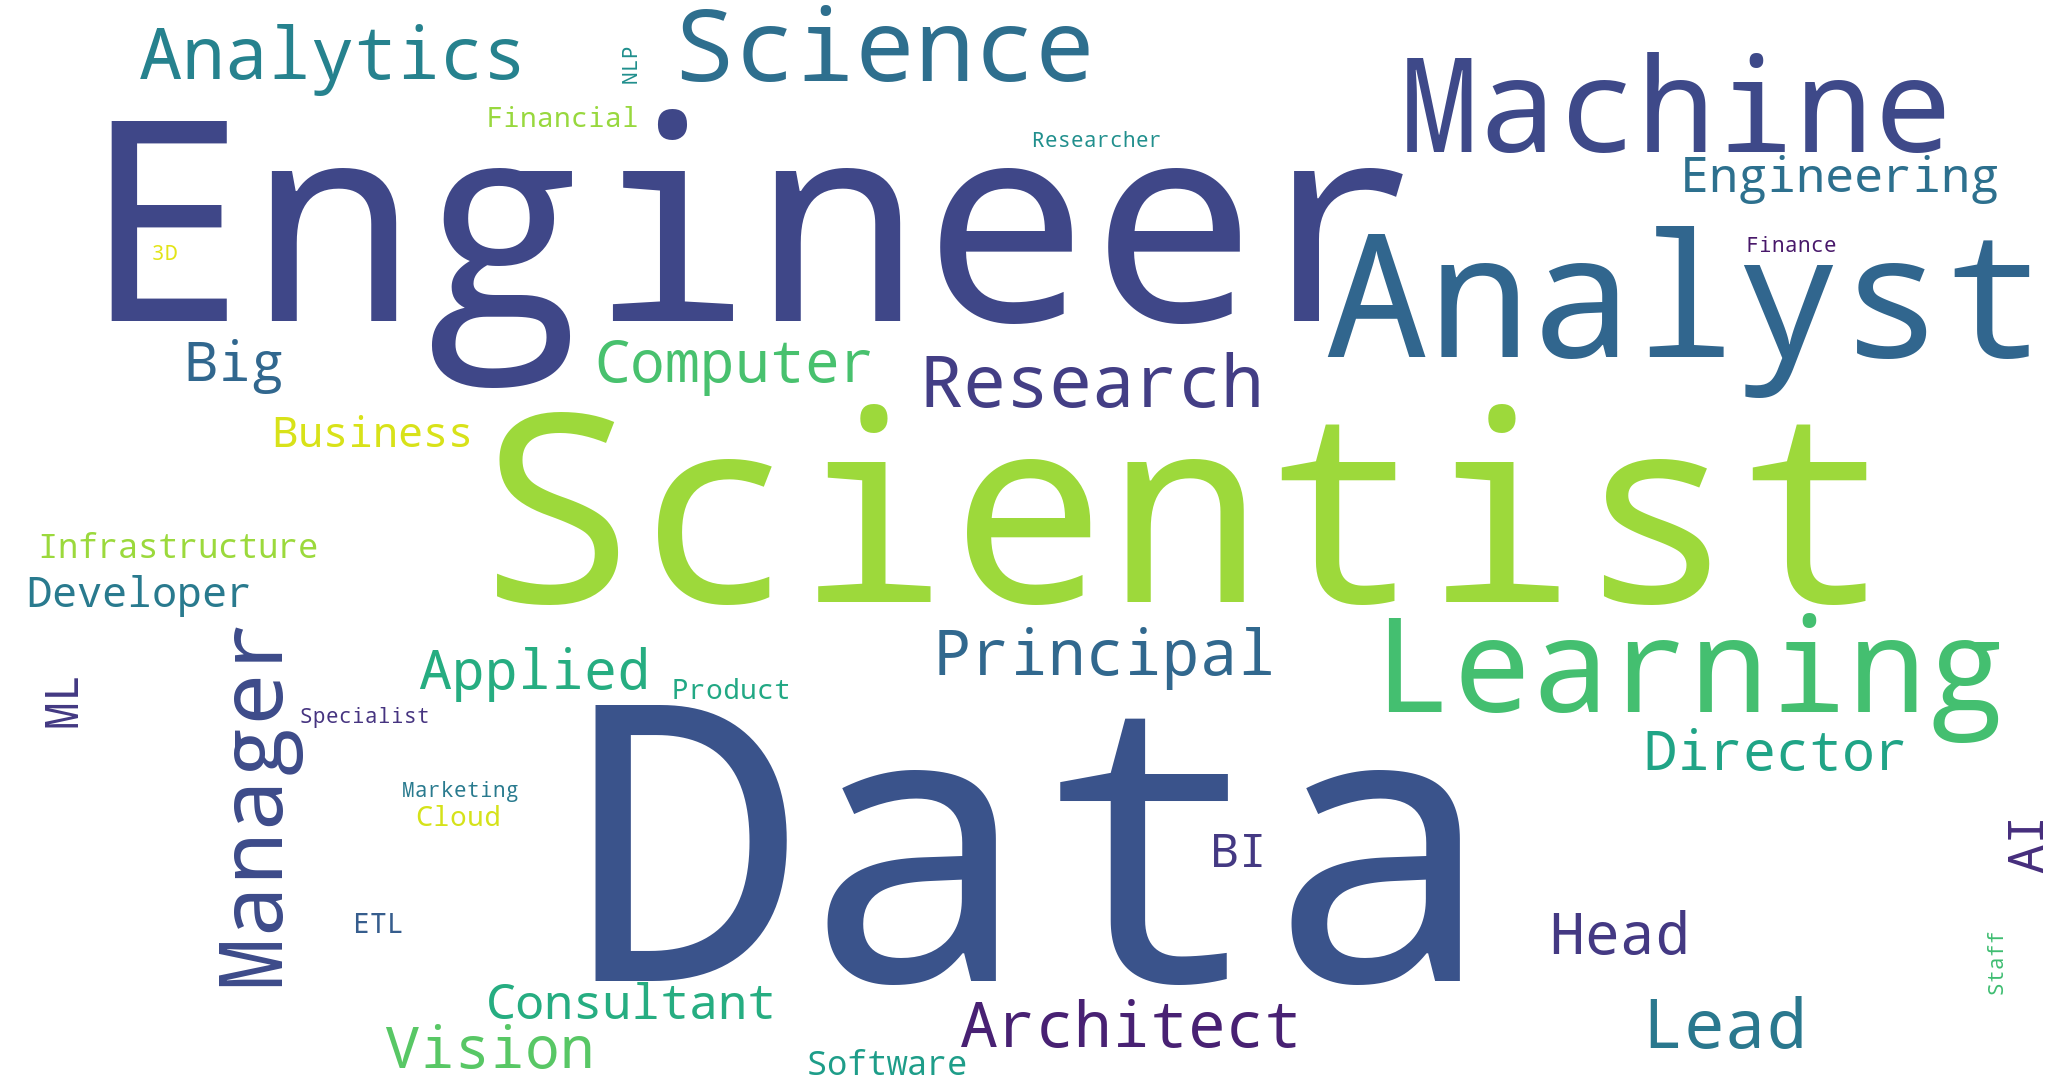 Analytics
NLP
Science
Machine
Financial
Researcher
Engineer
Engineering
3D
Finance
Analyst
Big
Computer
Research
Business
Scientist
Infrastructure
Developer
Manager
ML
Applied
Principal
Learning
Product
Specialist
Data
Director
Marketing
Cloud
BI
AI
ETL
Head
Staff
Consultant
Architect
Lead
Vision
Software